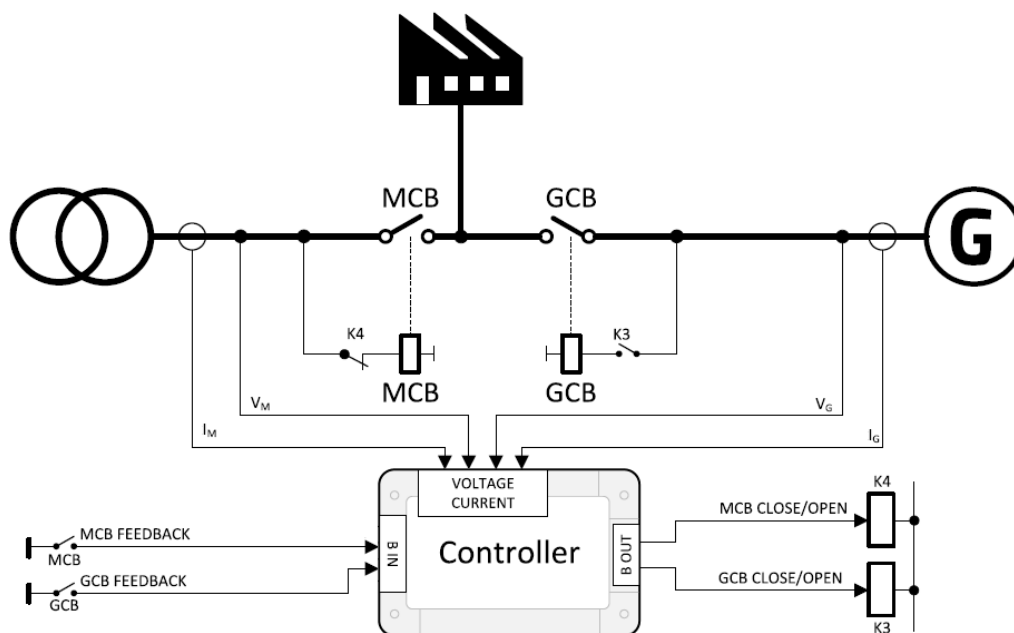 MCB
GCB
G
K4
K3
MCB
GCB
VM
VG
IM
IG
VOLTAGE
CURRENT
K4
MCB FEEDBACK
MCB
GCB FEEDBACK
GCB
B IN
Controller
B OUT
MCB CLOSE/OPEN
GCB CLOSE/OPEN
K3